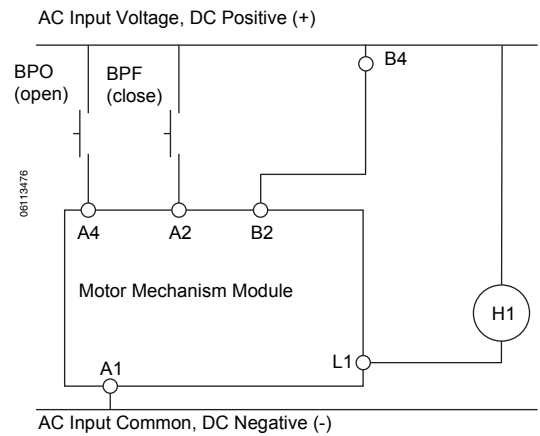 AC Input Voltage, DC Positive (+)
B4
BPO
(open)
BPF
(close)
06113476
A4
A2
B2
Motor Mechanism Module
H1
L1
A1
AC Input Common, DC Negative (-)